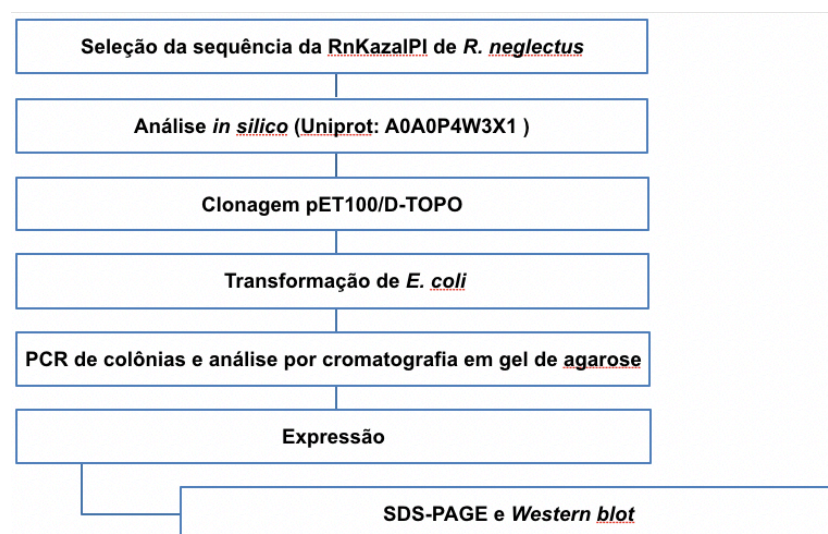 Seleção da sequência da RnKazalPI de R. neglectus
Análise in silico (Uniprot: A0A0P4W3X1 )
Clonagem pET100/D-TOPO
Transformação de E. coli
PCR de colônias e análise por cromatografia em gel de agarose
Expressão
SDS-PAGE e Western blot